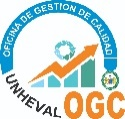 OFICINA DE GESTION DE CALIDAD
UNHEVAL
OGC